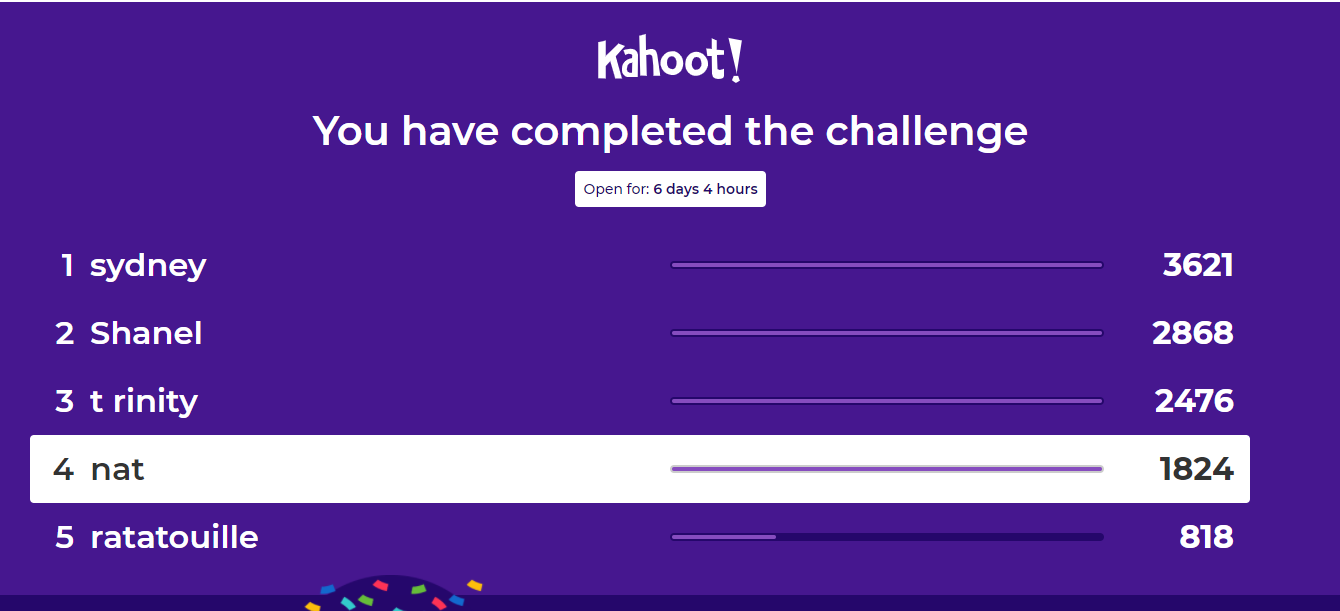 Kahoot!
You have completed the challenge
Open for: 6 days 4 hours
1 sydney 3621
2 Shanel 2868
3 t rinity 2476
4 nat 1824
5 ratatouille 818